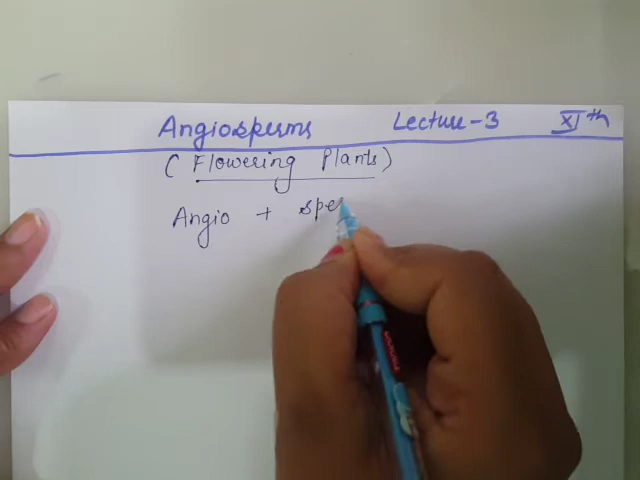 Angiosperms Lecture-3 XIth
(Flowering Plants)
Angio + spe